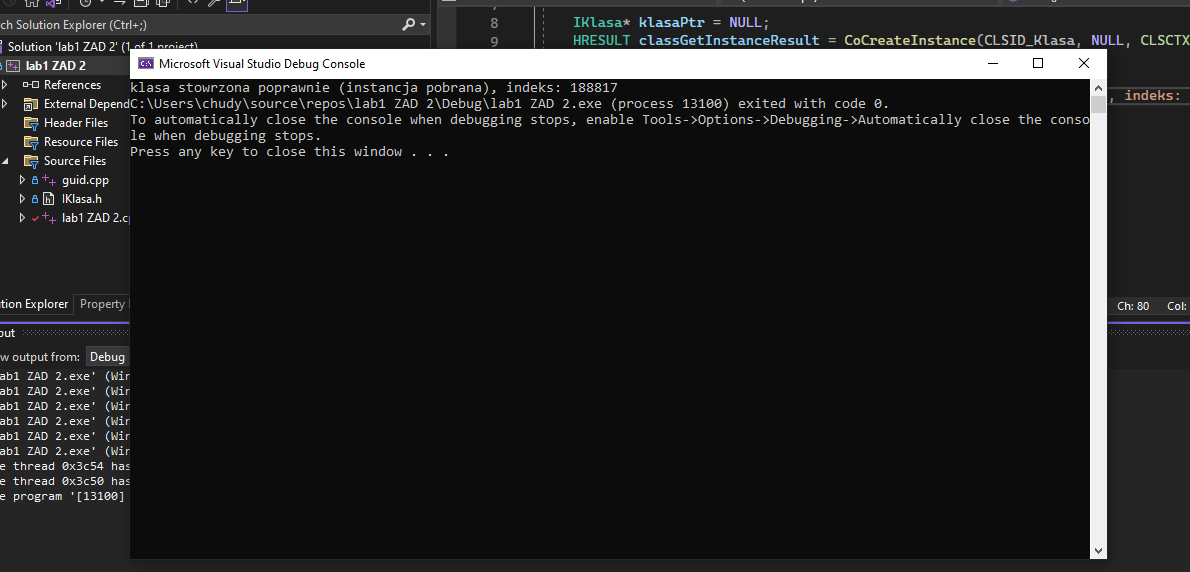 8 IKlasa* klasaPtr = NULL;
ch Solution Explorer (Ctrl+;)
9 HRESULT classGetInstanceResult = CoCreateInstance(CLSID_Klasa, NULL, CLSCTX
Solution 'lab1 ZAD 2' (1 of 1 project)
lab1 ZAD 2
Microsoft Visual Studio Debug Console
References
klasa stowrzona poprawnie (instancja pobrana), indeks: 188817
, indeks:
External Depend
C:\Users\chudy\source\repos\lab1 ZAD 2\Debug\lab1 ZAD 2.exe (process 13100) exited with code 0.
Header Files
To automatically close the console when debugging stops, enable Tools->Options->Debugging->Automatically close the conso
le when debugging stops.
Resource Files
Press any key to close this window . . .
Source Files
guid.cpp
IKlasa.h
lab1 ZAD 2.c
tion Explorer Property
Ch: 80 Col:
out
w output from: Debug
ab1 ZAD 2.exe' (Wir
ab1 ZAD 2.exe' (Wir
ab1 ZAD 2.exe' (Wir
ab1 ZAD 2.exe' (Wir
ab1 ZAD 2.exe' (Wir
ab1 ZAD 2.exe' (Wir
e thread 0x3c54 has
e thread 0x3c50 has
e program '[13100]